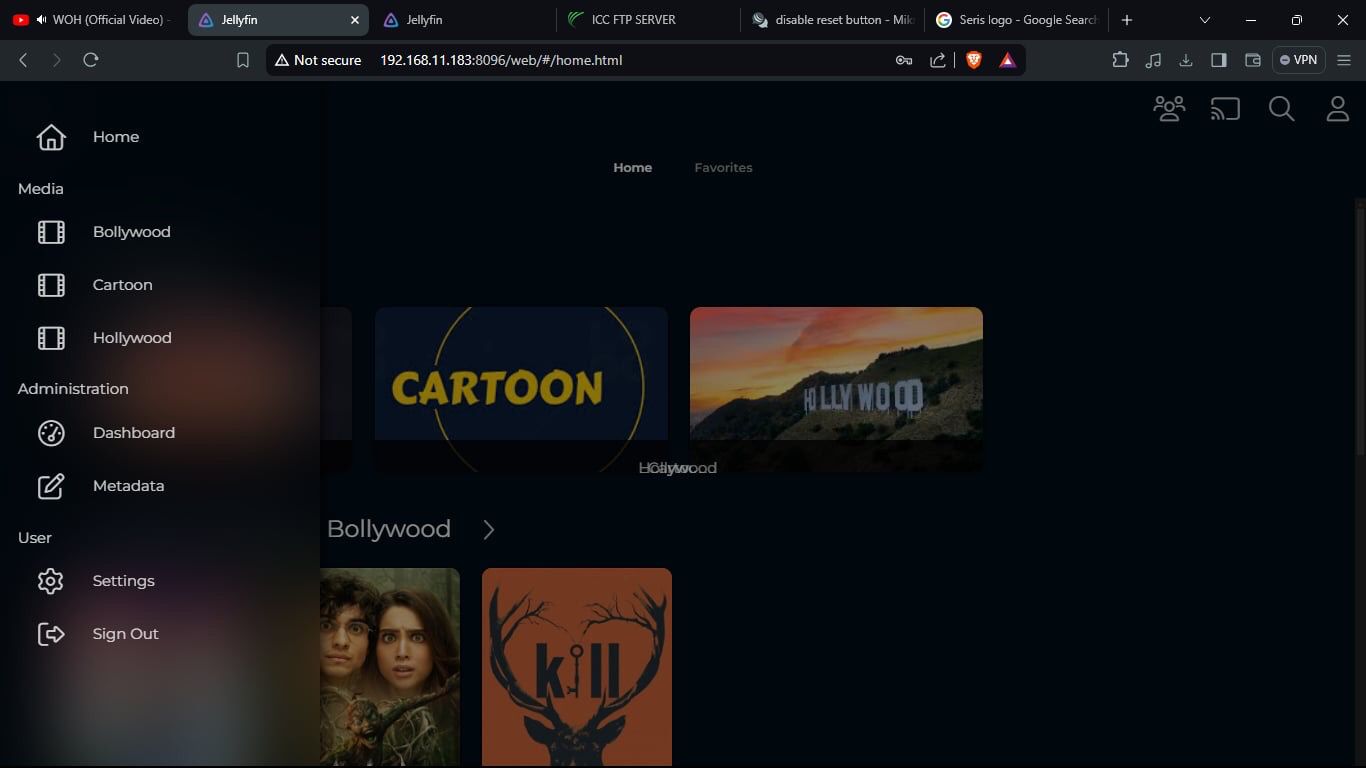 WOH (Official Video) -
Jellyfin
Jellyfin
ICC FTP SERVER
disable reset button - Mik
Seris logo - Google Search
Not secure
192.168.11.183:8096/web/#/home.html
VPN
Home
Favorites
Home
Media
Bollywood
Cartoon
Hollywood
Administration
Dashboard
Metadata
User
Settings
Sign Out
CARTOON
HOLLYWOOD
Cartoon
Hollywood
Bollywood
kill